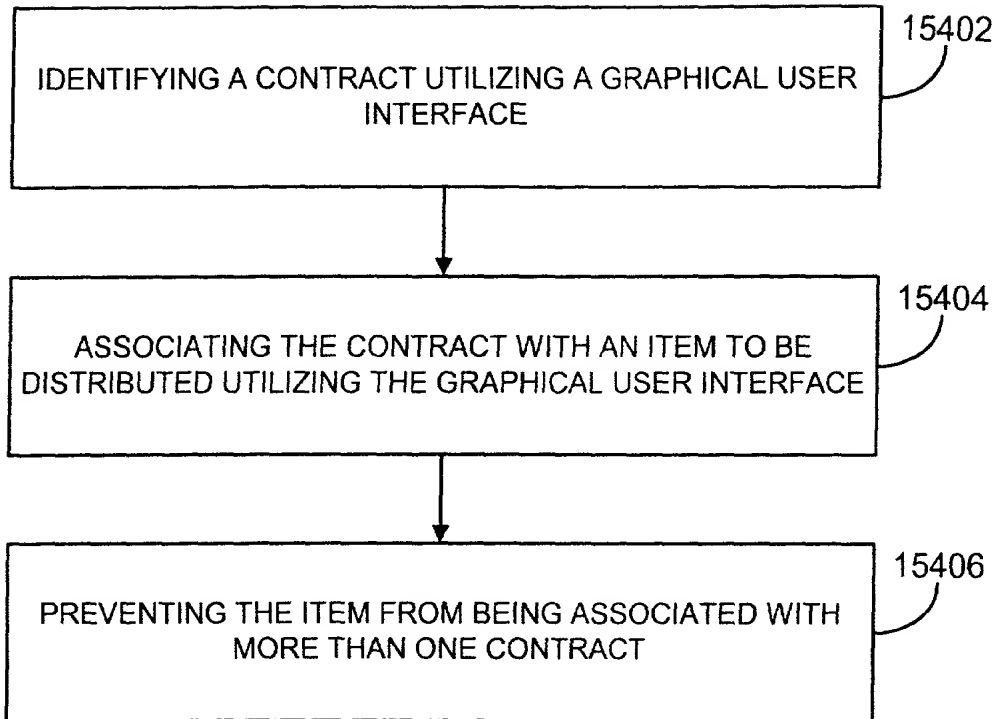 15402
IDENTIFYING A CONTRACT UTILIZING A GRAPHICAL USER
INTERFACE
15404
ASSOCIATING THE CONTRACT WITH AN ITEM TO BE
DISTRIBUTED UTILIZING THE GRAPHICAL USER INTERFACE
15406
PREVENTING THE ITEM FROM BEING ASSOCIATED WITH
MORE THAN ONE CONTRACT